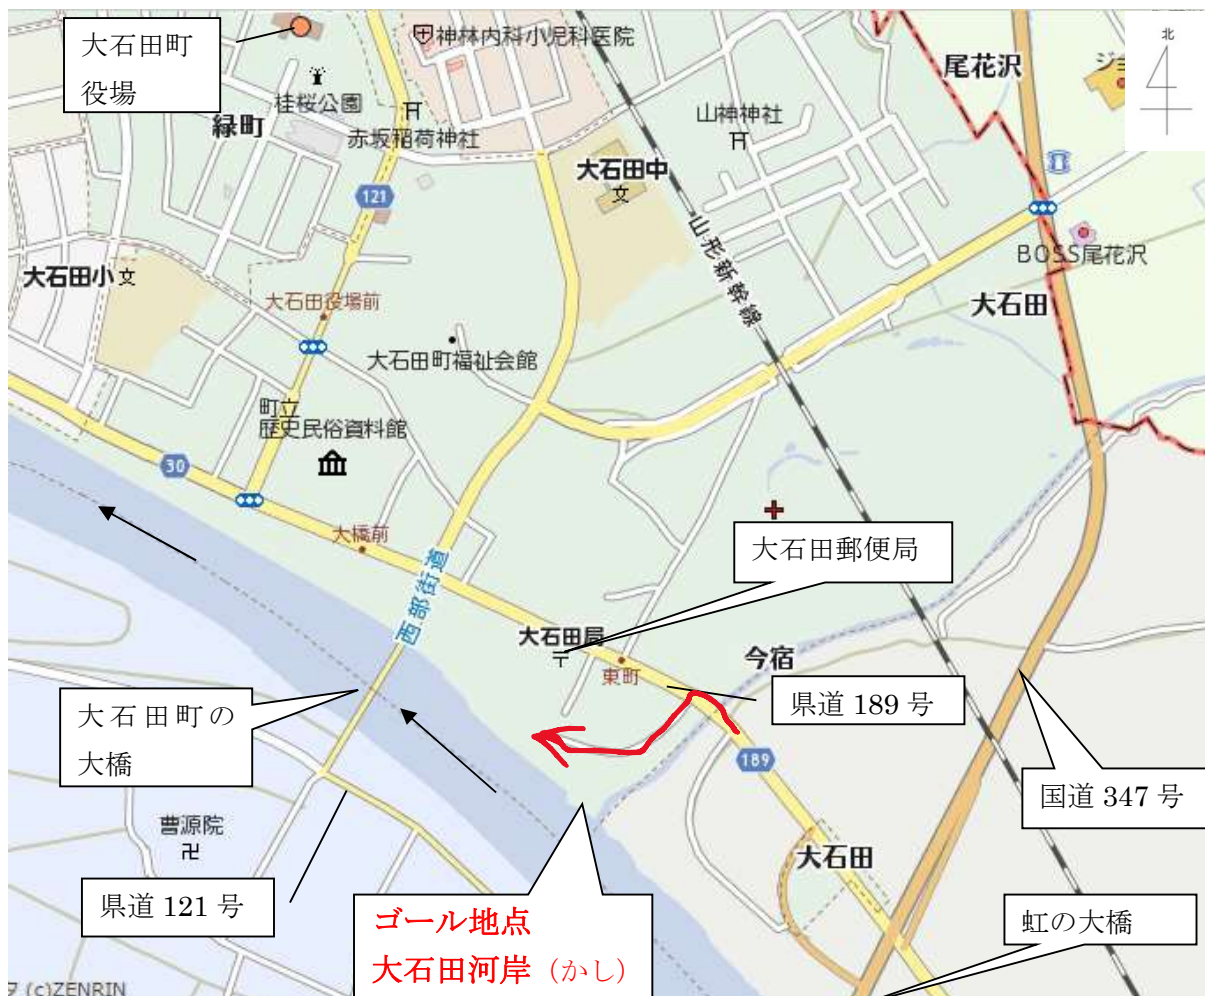 大石田町
役場
神林内科小児科医院
北
尾花沢
ジョ
桂桜公園
緑町
赤坂稲荷神社
山神神社
大石田中
文
121
山形新幹線
BOSS尾花沢
大石田小
文
大石田役場前
大石田
大石田町福祉会館
町立
歴史民俗資料館
30
大橋前
西部街道
大石田郵便局
大石田局
東町
今宿
県道 189 号
大石田町の
大橋
189
国道 347 号
曹源院
大石田
県道 121 号
ゴール地点
大石田河岸（かし）
虹の大橋
(c)ZENRIN